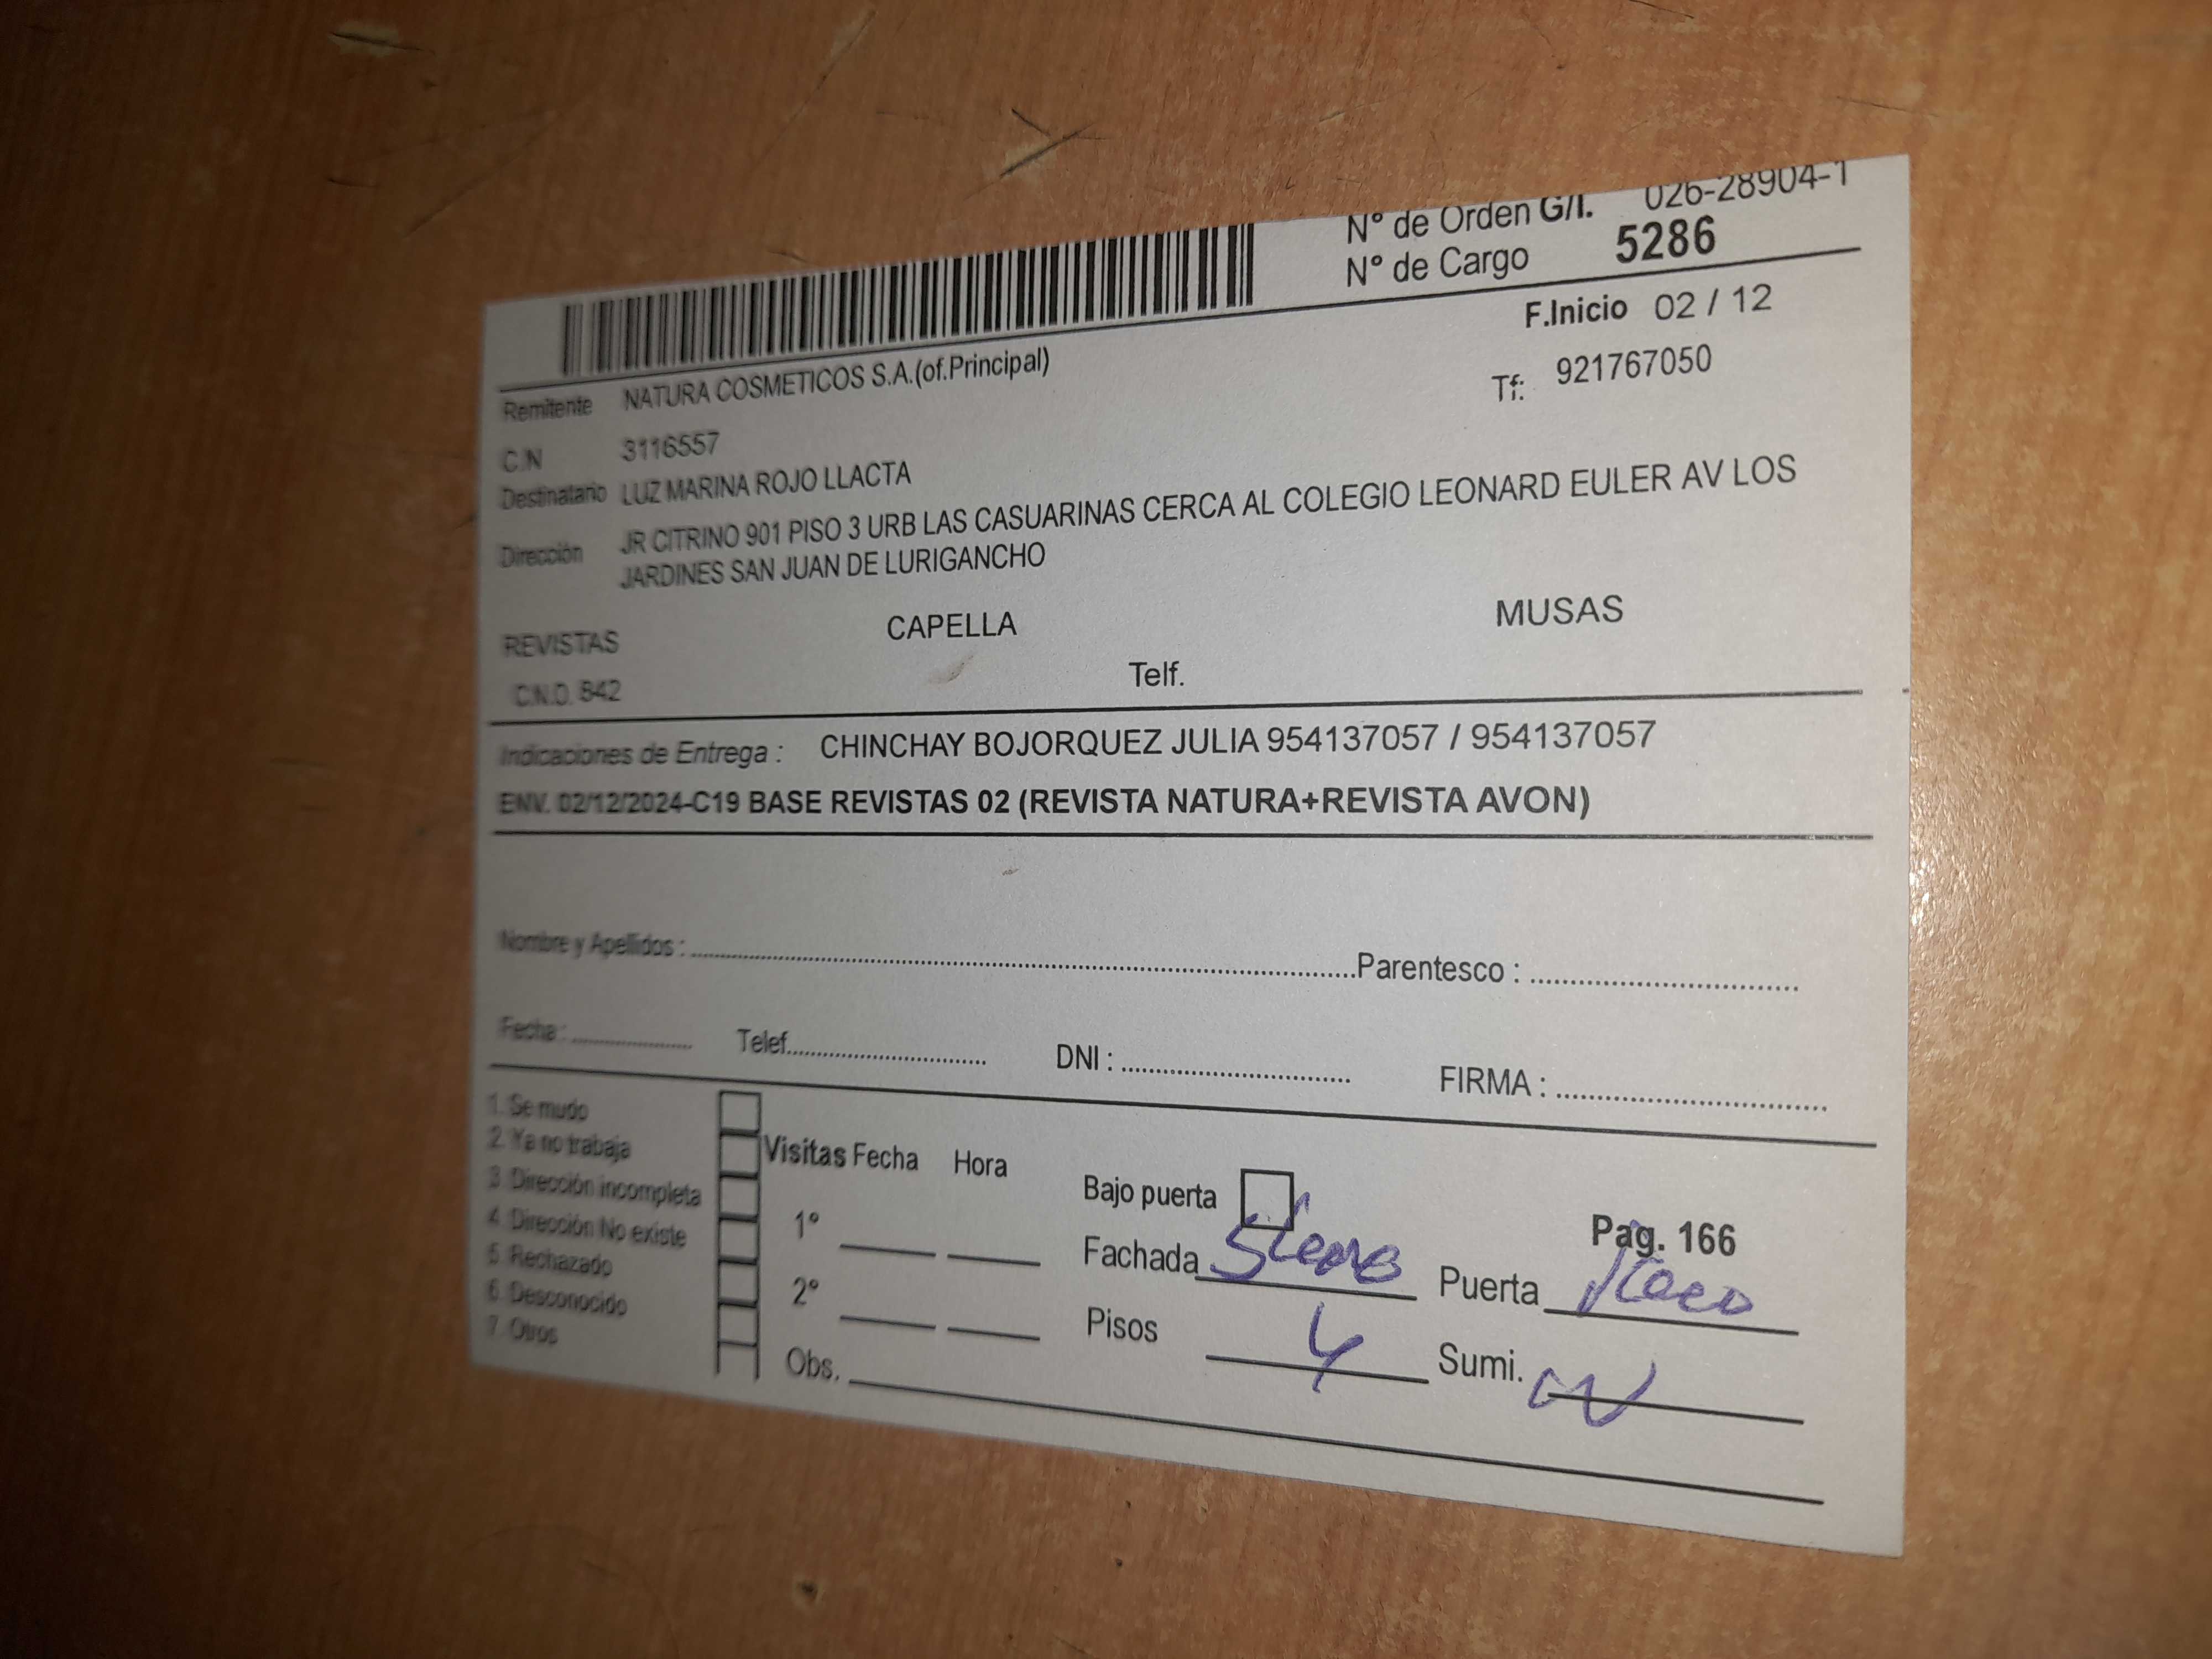 Nº de Orden G/I. 026-28904-1
Nº de Cargo 5286
F.Inicio 02 / 12
Remitente NATURA COSMETICOS S.A.(of.Principal)
Tf: 921767050
C.N 3116557
Destinatario LUZ MARINA ROJO LLACTA
Dirección JR CITRINO 901 PISO 3 URB LAS CASUARINAS CERCA AL COLEGIO LEONARD EULER AV LOS
JARDINES SAN JUAN DE LURIGANCHO
REVISTAS CAPELLA MUSAS
C.N.O. 842 Telf.
Indicaciones de Entrega : CHINCHAY BOJORQUEZ JULIA 954137057 / 954137057
ENV. 02/12/2024-C19 BASE REVISTAS 02 (REVISTA NATURA+REVISTA AVON)
Nombre y Apellidos : Parentesco :
Fecha : Telef. DNI : FIRMA :
1. Se mudo
2. Ya no trabaja
3. Dirección incompleta
4. Dirección No existe
5. Rechazado
6. Desconocido
7. Otros
Visitas Fecha Hora
1º
2º
Obs.
Bajo puerta
Pag. 166
Fachada
Puerta
Pisos 4
Sumi.